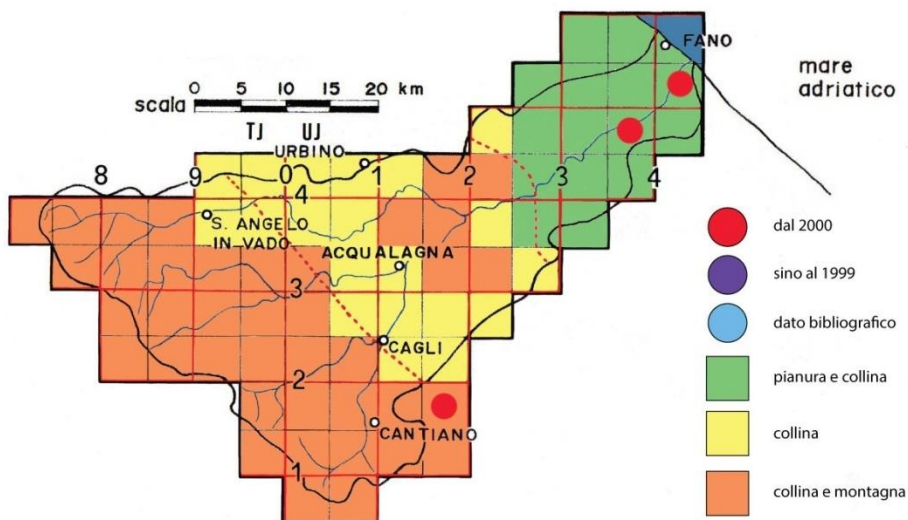 FANO
mare
adriatico
scala
0 5 10 15 20 km
TJ UJ
URBINO
8 9 0 1 2 3 4
4
S. ANGELO
IN VADO
ACQUALAGNA
3
CAGLI
2
CANTIANO
1
dal 2000
sino al 1999
dato bibliografico
pianura e collina
collina
collina e montagna